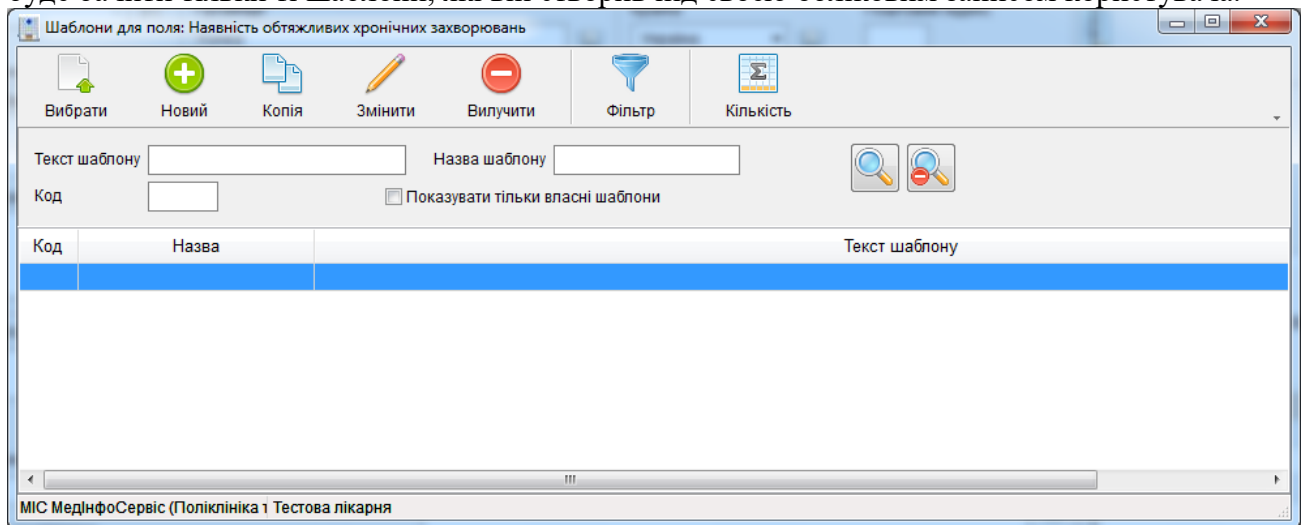 Шаблони для поля: Наявність обтяжливих хронічних захворювань
Вибрати Новий Копія Змінити Вилучити Фільтр Кількість
Текст шаблону Назва шаблону
Код Показувати тільки власні шаблони
Код Назва Текст шаблону
МІС МедІнфоСервіс (Поліклініка т Тестова лікарня